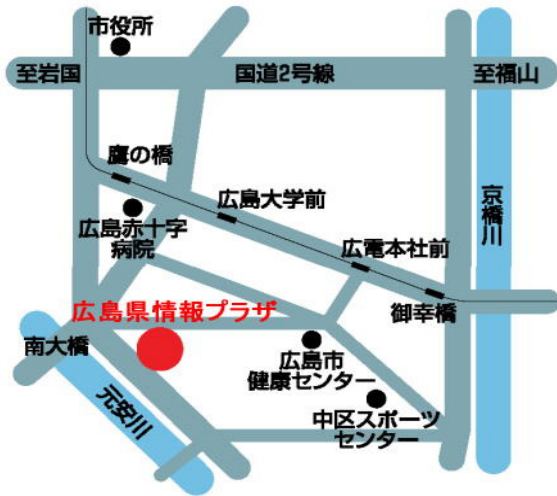 市役所
至岩国
国道2号線
至福山
鷹の橋
広島大学前
京橋川
広島赤十字
病院
広電本社前
広島県情報プラザ
御幸橋
南大橋
広島市
健康センター
元安川
中区スポーツ
センター